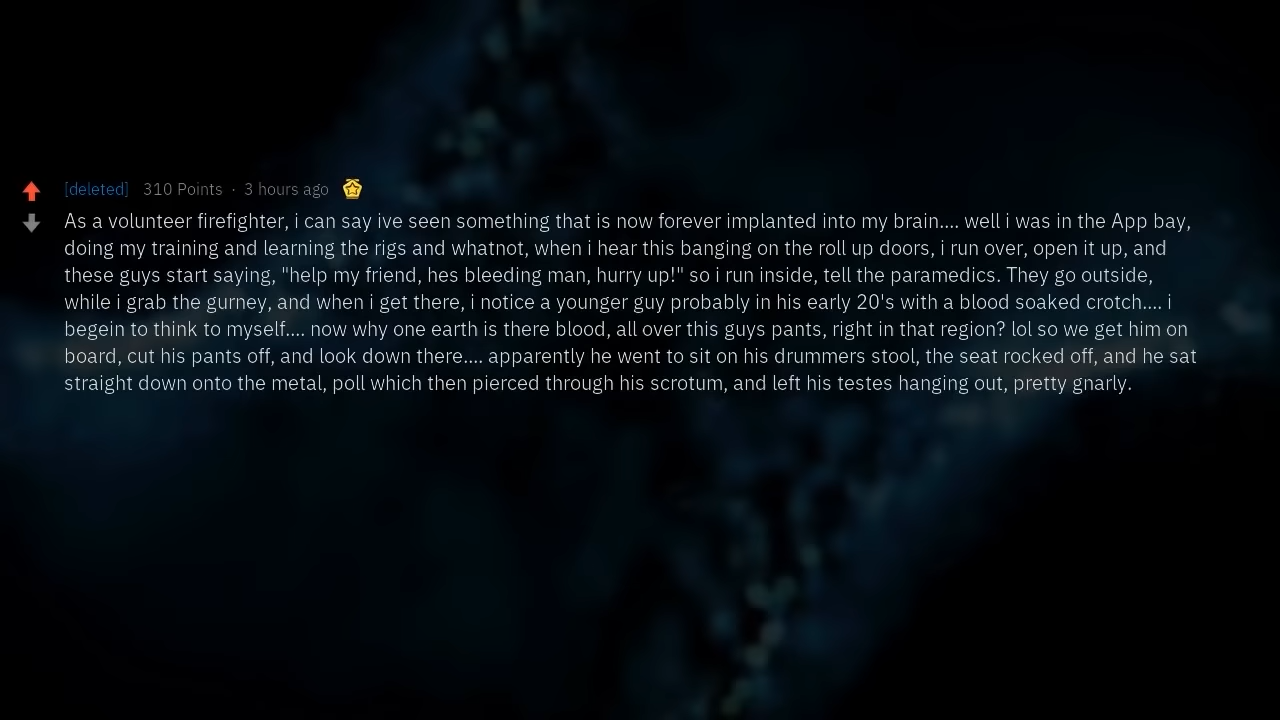 [deleted] 310 Points · 3 hours ago
As a volunteer firefighter, i can say ive seen something that is now forever implanted into my brain.... well i was in the App bay,
doing my training and learning the rigs and whatnot, when i hear this banging on the roll up doors, i run over, open it up, and
these guys start saying, "help my friend, hes bleeding man, hurry up!" so i run inside, tell the paramedics. They go outside,
while i grab the gurney, and when i get there, i notice a younger guy probably in his early 20's with a blood soaked crotch.... i
begein to think to myself.... now why one earth is there blood, all over this guys pants, right in that region? lol so we get him on
board, cut his pants off, and look down there.... apparently he went to sit on his drummers stool, the seat rocked off, and he sat
straight down onto the metal, poll which then pierced through his scrotum, and left his testes hanging out, pretty gnarly.